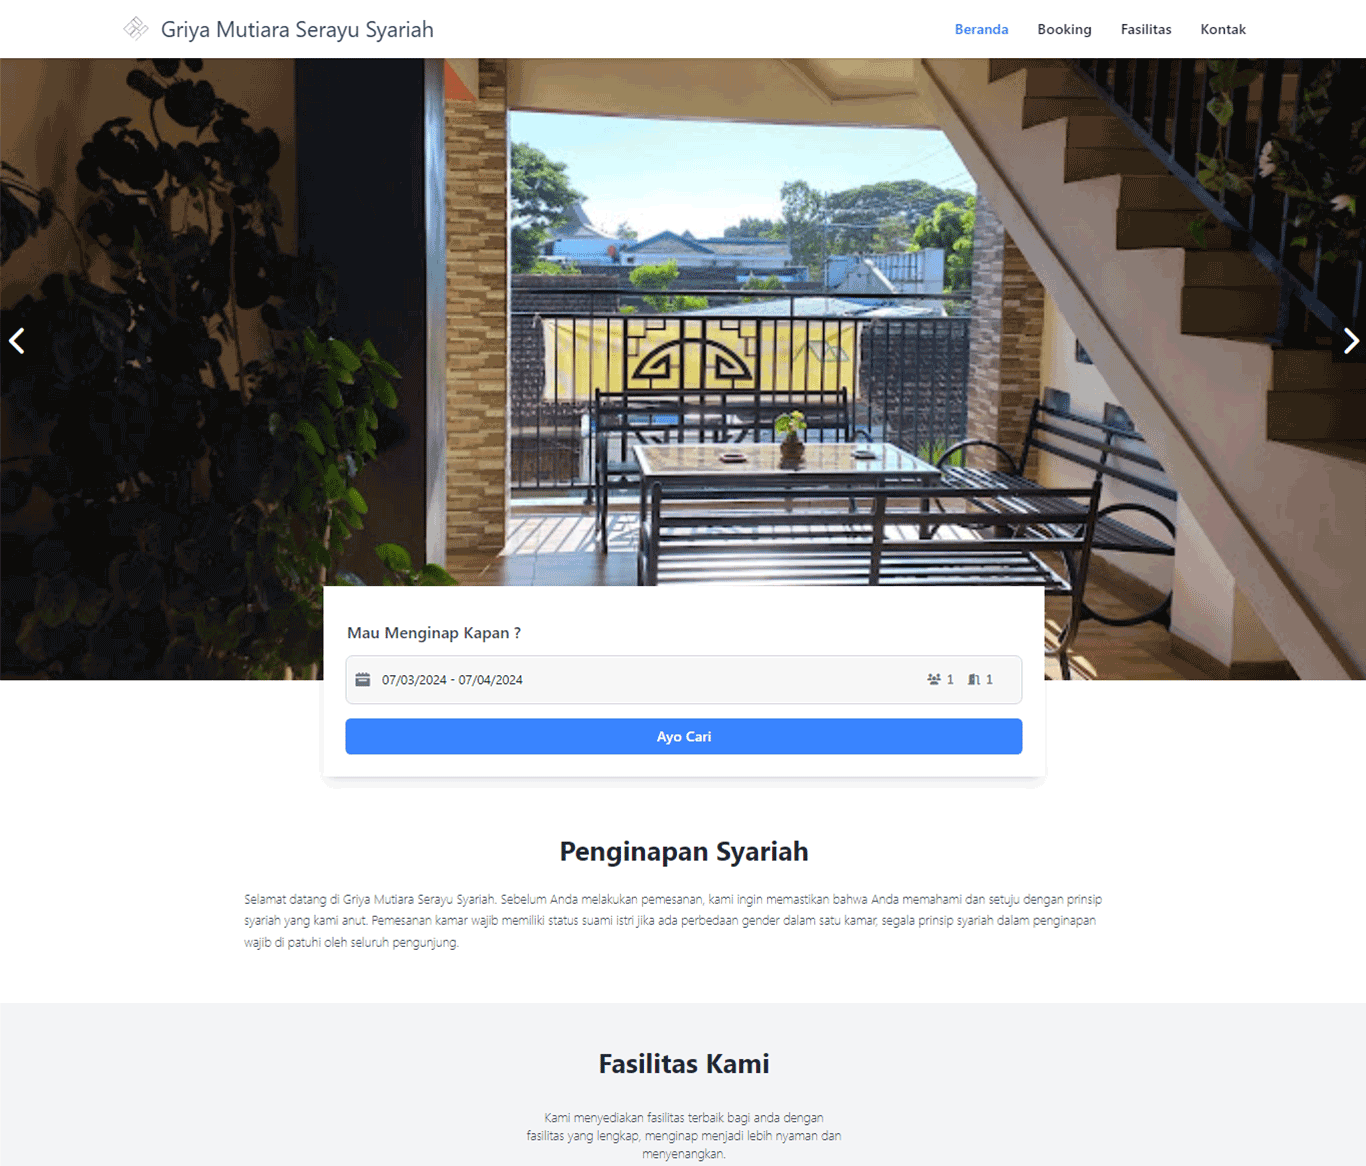 Griya Mutiara Serayu Syariah
Beranda
Booking
Fasilitas
Kontak
Mau Menginap Kapan ?
07/03/2024 - 07/04/2024
1
1
Ayo Cari
Penginapan Syariah
Selamat datang di Griya Mutiara Serayu Syariah. Sebelum Anda melakukan pemesanan, kami ingin memastikan bahwa Anda memahami dan setuju dengan prinsip
syariah yang kami anut. Pemesanan kamar wajib memiliki status suami istri jika ada perbedaan gender dalam satu kamar, segala prinsip syariah dalam penginapan
wajib di patuhi oleh seluruh pengunjung.
Fasilitas Kami
Kami menyediakan fasilitas terbaik bagi anda dengan
fasilitas yang lengkap, menginap menjadi lebih nyaman dan
menyenangkan.